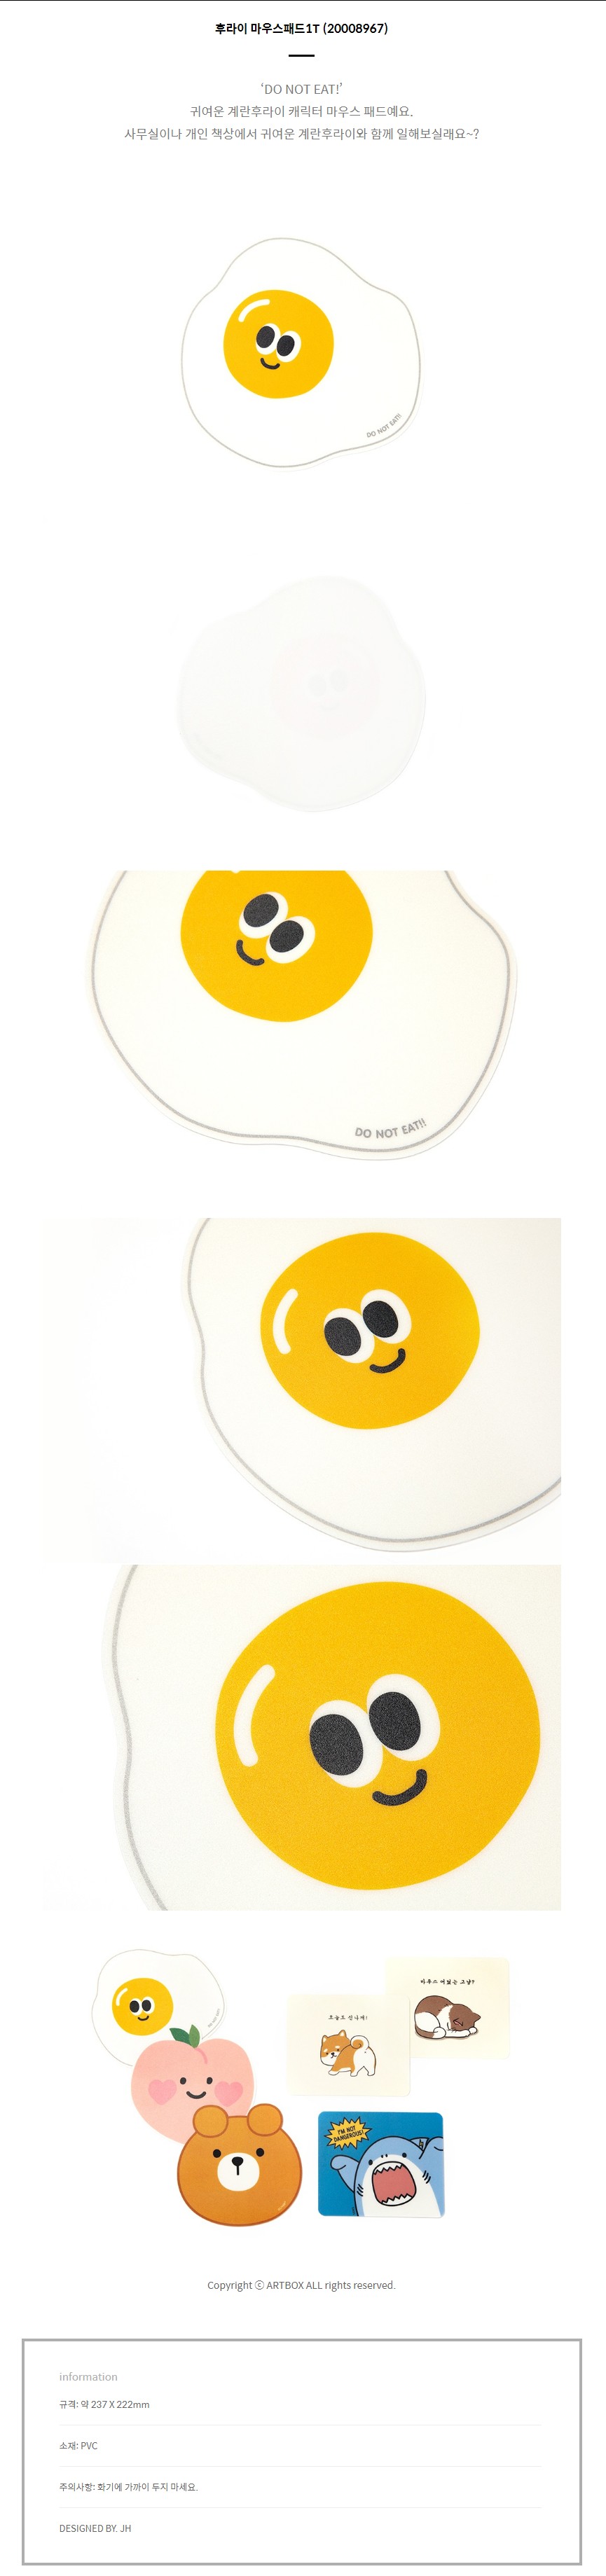 후라이 마우스패드1T (20008967)
‘DO NOT EAT!’
귀여운 계란후라이 캐릭터 마우스 패드예요.
사무실이나 개인 책상에서 귀여운 계란후라이와 함께 일해보실래요~?
DO NOT EAT!!
DO NOT EAT!!
마우스 어딨는 고냥?
오늘도 신나개!
I'M NOT
DANGEROUS!
Copyright ⓒ ARTBOX ALL rights reserved.
information
규격: 약 237 X 222mm
소재: PVC
주의사항: 화기에 가까이 두지 마세요.
DESIGNED BY. JH